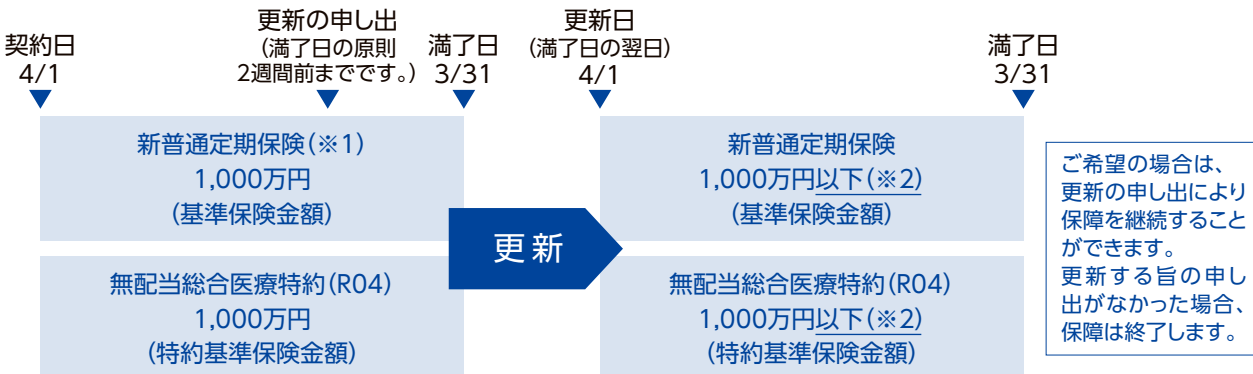 契約日
4/1
更新の申し出
(満了日の原則
2週間前までです。)
満了日
3/31
更新日
(満了日の翌日)
4/1
満了日
3/31
新普通定期保険(※1)
1,000万円
(基準保険金額)
無配当総合医療特約(R04)
1,000万円
(特約基準保険金額)
更新
新普通定期保険
1,000万円以下(※2)
(基準保険金額)
無配当総合医療特約(R04)
1,000万円以下(※2)
(特約基準保険金額)
ご希望の場合は、
更新の申し出により
保障を継続すること
ができます。
更新する旨の申し
出がなかった場合、
保障は終了します。